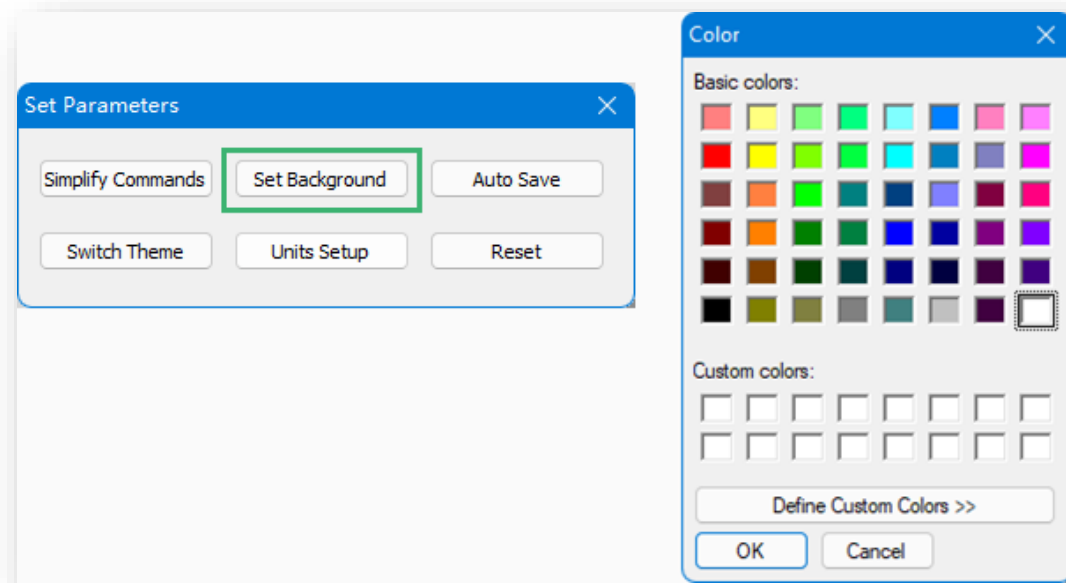 Set Parameters
Simplify Commands
Set Background
Auto Save
Switch Theme
Units Setup
Reset
Color
Basic colors:
Custom colors:
Define Custom Colors >>
OK
Cancel